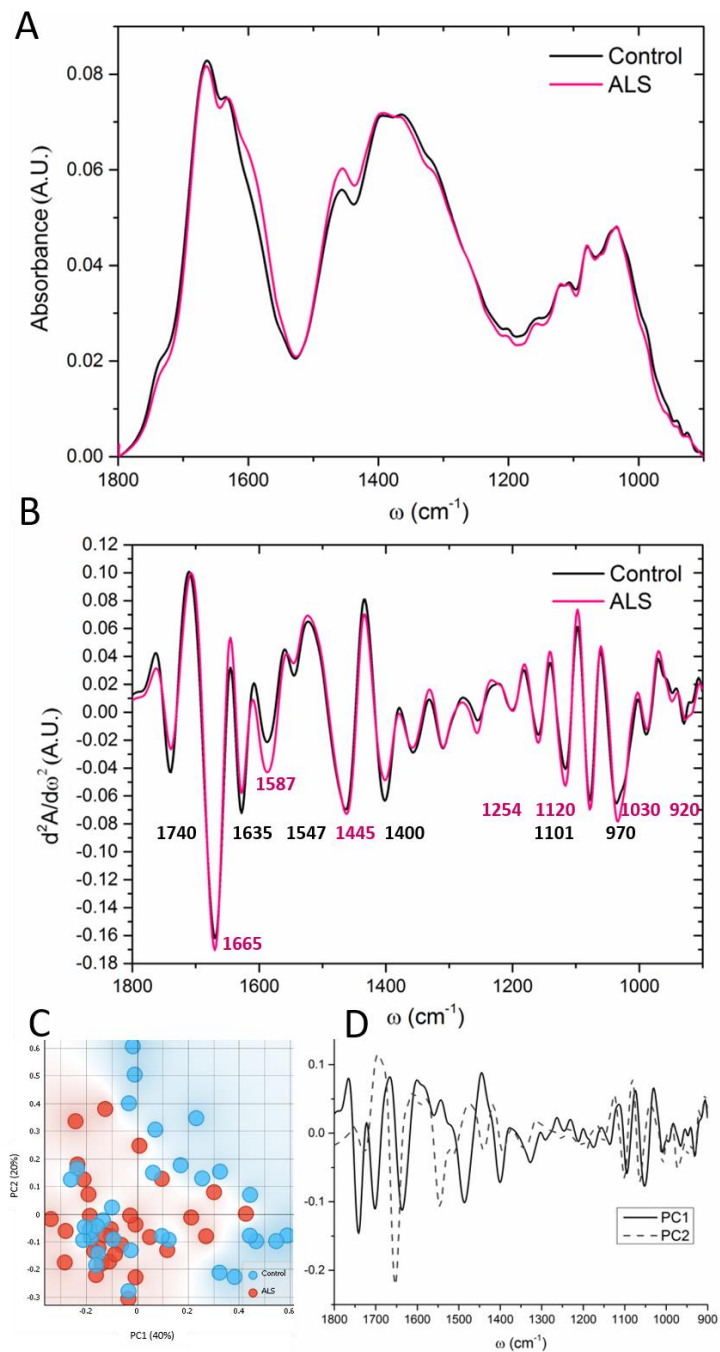 A
Control
ALS
Absorbance (A.U.)
0.08
0.06
0.04
0.02
0.00
1800 1600 1400 1200 1000
ω (cm⁻¹)
B
Control
ALS
d²A/dω² (A.U.)
0.12
0.10
0.08
0.06
0.04
0.02
0.00
-0.02
-0.04
-0.06
-0.08
-0.10
-0.12
-0.14
-0.16
-0.18
1587
1254 1120 1030 920
1740 1635 1547 1445 1400 1101 970
1665
1800 1600 1400 1200 1000
ω (cm⁻¹)
C
PC2 (20%)
0.6
0.5
0.4
0.3
0.2
0.1
0
-0.1
-0.2
-0.3
Control
ALS
-0.2 0 0.2 0.4 0.6
PC1 (40%)
D
0.1
0.0
-0.1
-0.2
PC1
PC2
1800 1700 1600 1500 1400 1300 1200 1100 1000 900
ω (cm⁻¹)